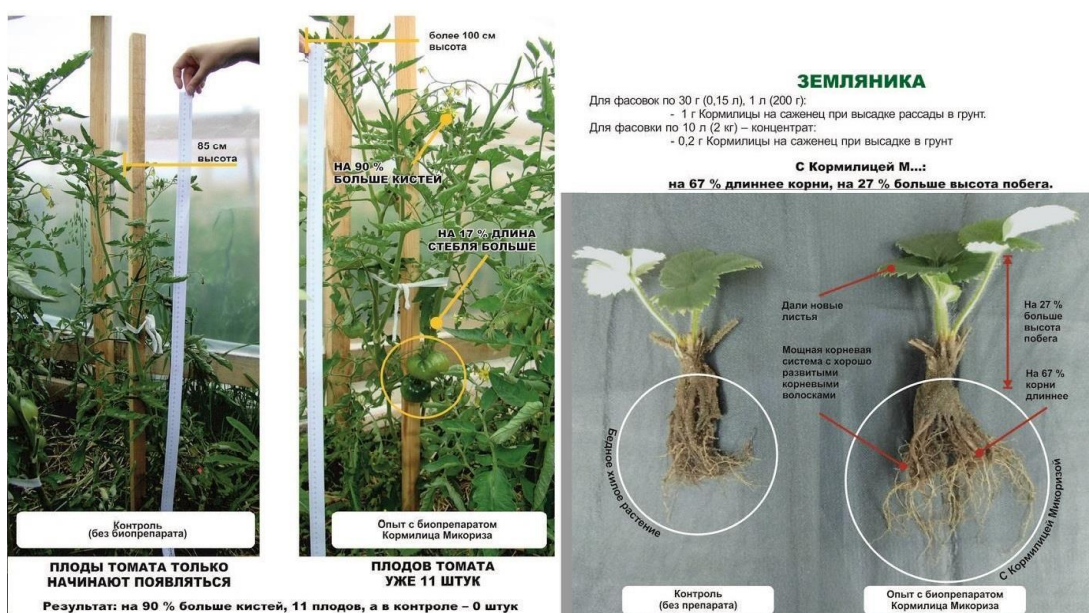 85 см
высота
Контроль
(без биопрепарата)
ПЛОДЫ ТОМАТА ТОЛЬКО
НАЧИНАЮТ ПОЯВЛЯТЬСЯ
более 100 см
высота
НА 90 %
БОЛЬШЕ КИСТЕЙ
НА 17 % ДЛИНА
СТЕБЛЯ БОЛЬШЕ
Опыт с биопрепаратом
Кормилица Микориза
ПЛОДОВ ТОМАТА
УЖЕ 11 ШТУК
Результат: на 90 % больше кистей, 11 плодов, а в контроле – 0 штук
ЗЕМЛЯНИКА
Для фасовок по 30 г (0,15 л), 1 л (200 г):
- 1 г Кормилицы на саженец при высадке рассады в грунт.
Для фасовки по 10 л (2 кг) – концентрат:
- 0,2 г Кормилицы на саженец при высадке в грунт
С Кормилицей М...:
на 67 % длиннее корни, на 27 % больше высота побега.
Дали новые
листья
Мощная корневая
система с хорошо
развитыми
корневыми
волосками
На 27 %
больше
высота
побега
На 67 %
корни
длиннее
Бедное хилое растение
С Кормилицей Микоризой
Контроль
(без препарата)
Опыт с биопрепаратом
Кормилица Микориза